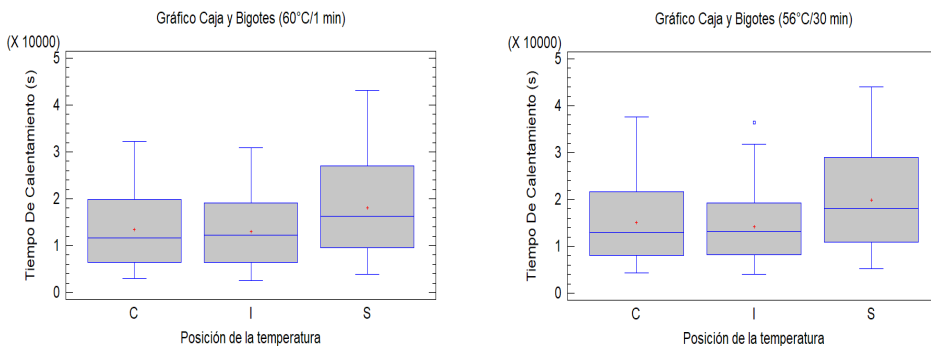 Gráfico Caja y Bigotes (60°C/1 min)
(X 10000)
Tiempo De Calentamiento (s)
5
4
3
2
1
0
C I S
Posición de la temperatura
Gráfico Caja y Bigotes (56°C/30 min)
(X 10000)
Tiempo De Calentamiento (s)
5
4
3
2
1
0
C I S
Posición de la temperatura